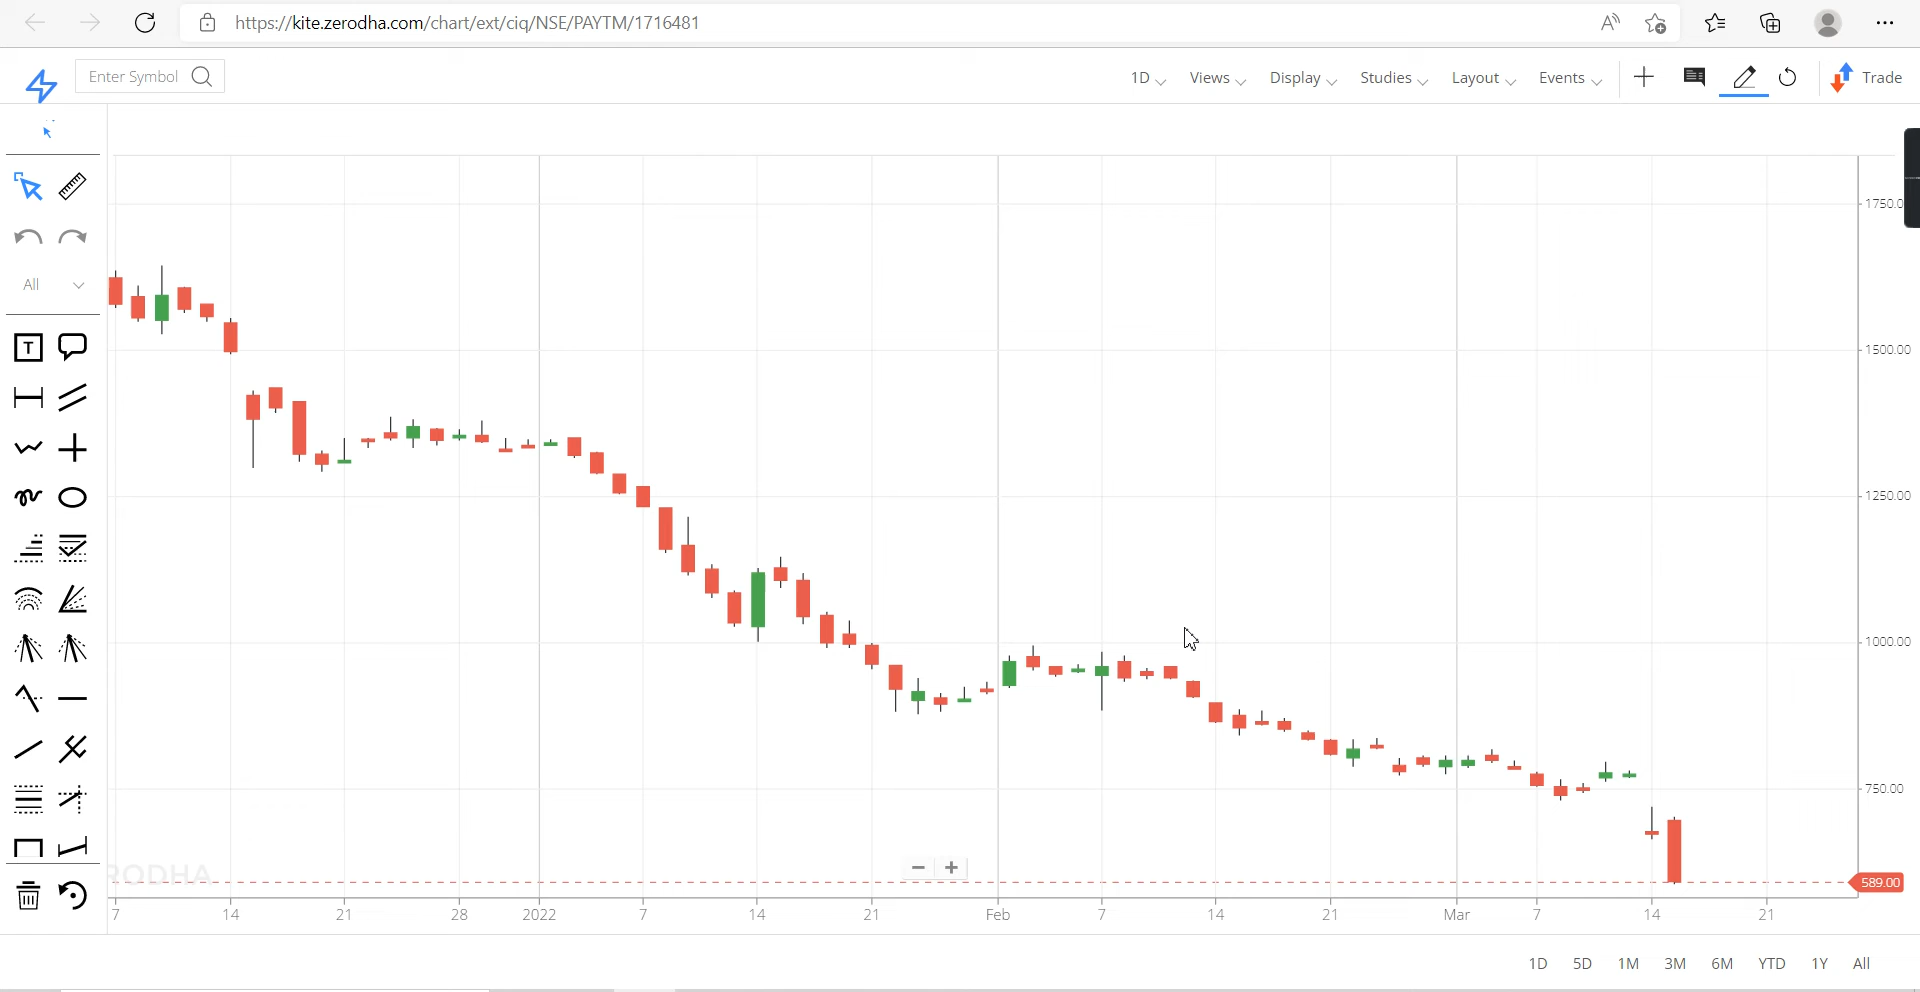 https://kite.zerodha.com/chart/ext/ciq/NSE/PAYTM/1716481
Enter Symbol
1D Views Display Studies Layout Events Trade
All
T
1750.0
1500.00
1250.00
1000.00
750.00
RODHA
589.00
7 14 21 28 2022 7 14 21 Feb 7 14 21 Mar 7 14 21
1D 5D 1M 3M 6M YTD 1Y All